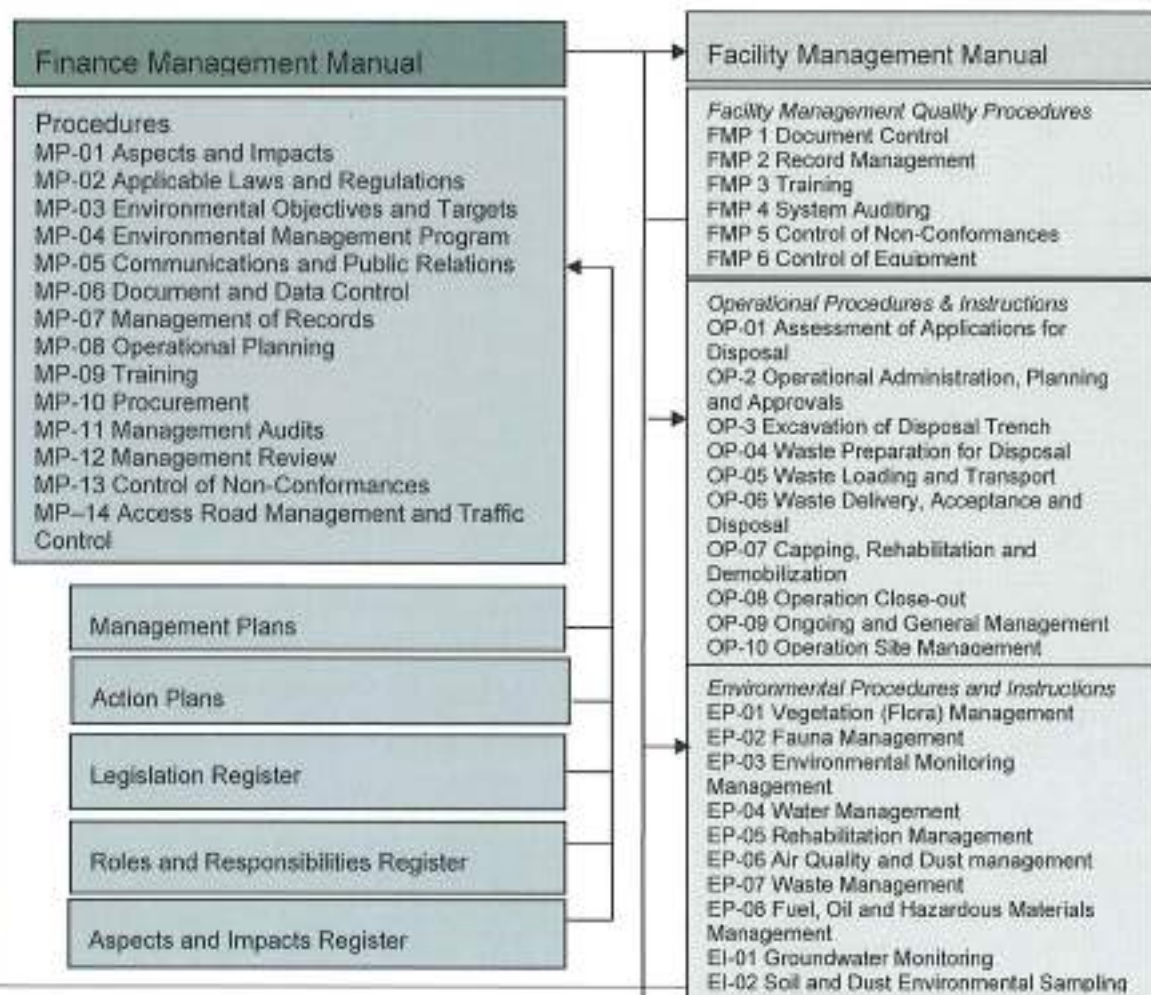 Finance Management Manual
Procedures
MP-01 Aspects and Impacts
MP-02 Applicable Laws and Regulations
MP-03 Environmental Objectives and Targets
MP-04 Environmental Management Program
MP-05 Communications and Public Relations
MP-06 Document and Data Control
MP-07 Management of Records
MP-08 Operational Planning
MP-09 Training
MP-10 Procurement
MP-11 Management Audits
MP-12 Management Review
MP-13 Control of Non-Conformances
MP–14 Access Road Management and Traffic
Control
Management Plans
Action Plans
Legislation Register
Roles and Responsibilities Register
Aspects and Impacts Register
Facility Management Manual
Facility Management Quality Procedures
FMP 1 Document Control
FMP 2 Record Management
FMP 3 Training
FMP 4 System Auditing
FMP 5 Control of Non-Conformances
FMP 6 Control of Equipment
Operational Procedures & Instructions
OP-01 Assessment of Applications for
Disposal
OP-2 Operational Administration, Planning
and Approvals
OP-3 Excavation of Disposal Trench
OP-04 Waste Preparation for Disposal
OP-05 Waste Loading and Transport
OP-06 Waste Delivery, Acceptance and
Disposal
OP-07 Capping, Rehabilitation and
Demobilization
OP-08 Operation Close-out
OP-09 Ongoing and General Management
OP-10 Operation Site Management
Environmental Procedures and Instructions
EP-01 Vegetation (Flora) Management
EP-02 Fauna Management
EP-03 Environmental Monitoring
Management
EP-04 Water Management
EP-05 Rehabilitation Management
EP-06 Air Quality and Dust management
EP-07 Waste Management
EP-06 Fuel, Oil and Hazardous Materials
Management
EI-01 Groundwater Monitoring
EI-02 Soil and Dust Environmental Sampling